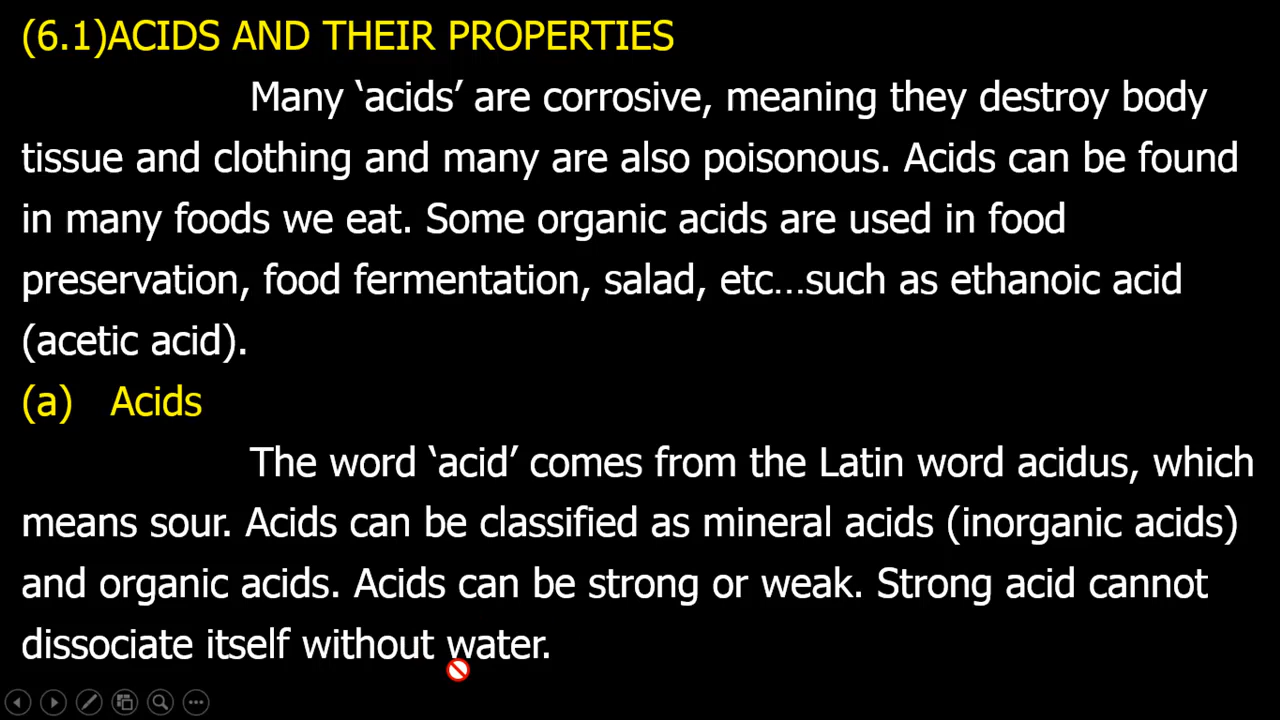 (6.1)ACIDS AND THEIR PROPERTIES
Many ‘acids’ are corrosive, meaning they destroy body
tissue and clothing and many are also poisonous. Acids can be found
in many foods we eat. Some organic acids are used in food
preservation, food fermentation, salad, etc…such as ethanoic acid
(acetic acid).
(a) Acids
The word ‘acid’ comes from the Latin word acidus, which
means sour. Acids can be classified as mineral acids (inorganic acids)
and organic acids. Acids can be strong or weak. Strong acid cannot
dissociate itself without water.